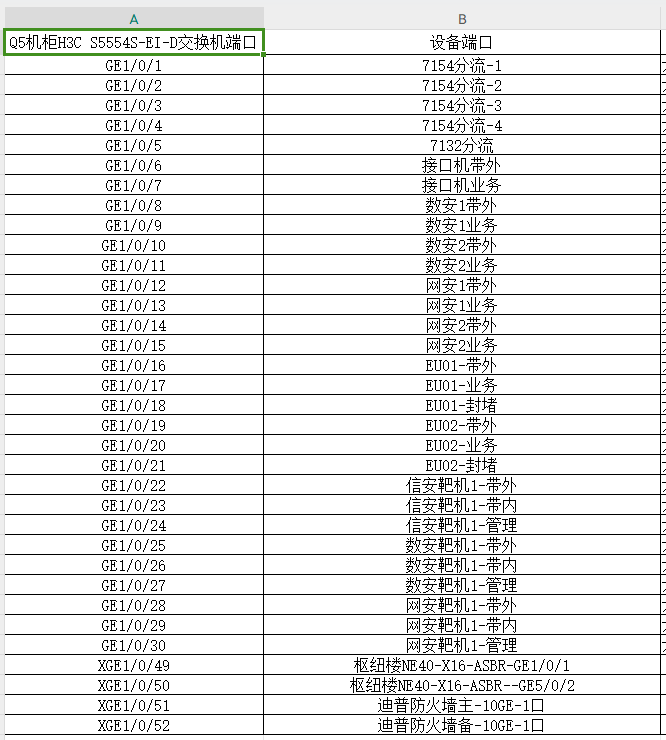 A B
Q5机柜H3C S5554S-EI-D交换机端口 设备端口
GE1/0/1 7154分流-1
GE1/0/2 7154分流-2
GE1/0/3 7154分流-3
GE1/0/4 7154分流-4
GE1/0/5 7132分流
GE1/0/6 接口机带外
GE1/0/7 接口机业务
GE1/0/8 数安1带外
GE1/0/9 数安1业务
GE1/0/10 数安2带外
GE1/0/11 数安2业务
GE1/0/12 网安1带外
GE1/0/13 网安1业务
GE1/0/14 网安2带外
GE1/0/15 网安2业务
GE1/0/16 EU01-带外
GE1/0/17 EU01-业务
GE1/0/18 EU01-封堵
GE1/0/19 EU02-带外
GE1/0/20 EU02-业务
GE1/0/21 EU02-封堵
GE1/0/22 信安靶机1-带外
GE1/0/23 信安靶机1-带内
GE1/0/24 信安靶机1-管理
GE1/0/25 数安靶机1-带外
GE1/0/26 数安靶机1-带内
GE1/0/27 数安靶机1-管理
GE1/0/28 网安靶机1-带外
GE1/0/29 网安靶机1-带内
GE1/0/30 网安靶机1-管理
XGE1/0/49 枢纽楼NE40-X16-ASBR-GE1/0/1
XGE1/0/50 枢纽楼NE40-X16-ASBR--GE5/0/2
XGE1/0/51 迪普防火墙主-10GE-1口
XGE1/0/52 迪普防火墙备-10GE-1口